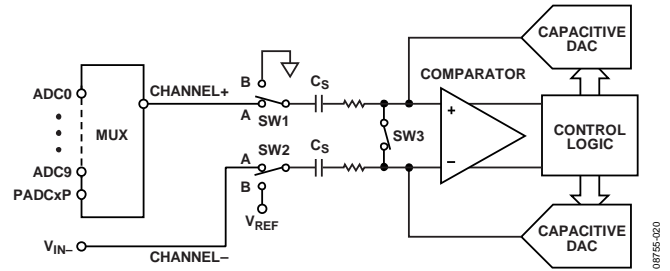 CAPACITIVE
DAC
ADC0
MUX
ADC9
PADCxP
VIN–
CHANNEL+
CHANNEL–
B
A
SW1
CS
A
SW2
B
VREF
CS
SW3
COMPARATOR
+
–
CONTROL
LOGIC
CAPACITIVE
DAC
08755-020